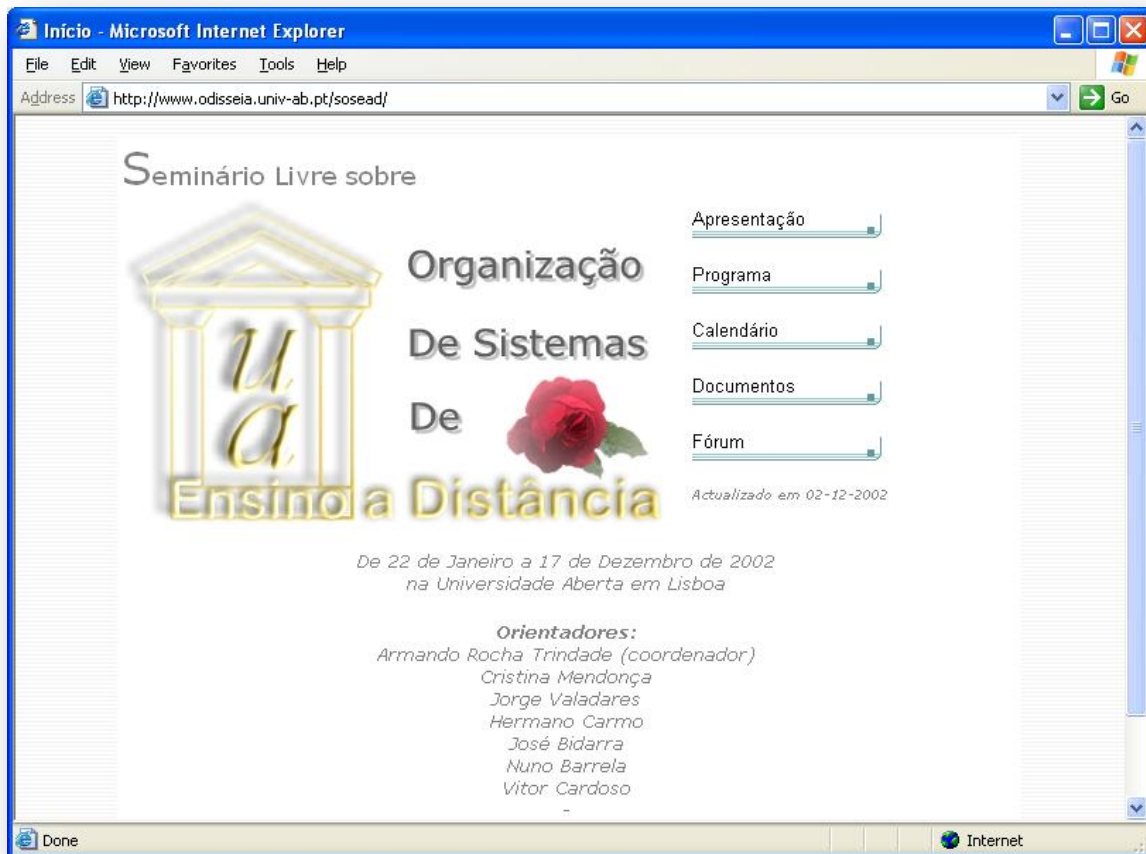 Início - Microsoft Internet Explorer
File Edit View Favorites Tools Help
Address http://www.odisseia.univ-ab.pt/sosead/ Go
Seminário Livre sobre
Organização
De Sistemas
De
ua
Ensino a Distância
Apresentação
Programa
Calendário
Documentos
Fórum
Actualizado em 02-12-2002
De 22 de Janeiro a 17 de Dezembro de 2002
na Universidade Aberta em Lisboa
Orientadores:
Armando Rocha Trindade (coordenador)
Cristina Mendonça
Jorge Valadares
Hermano Carmo
José Bidarra
Nuno Barrela
Vitor Cardoso
-
Done Internet